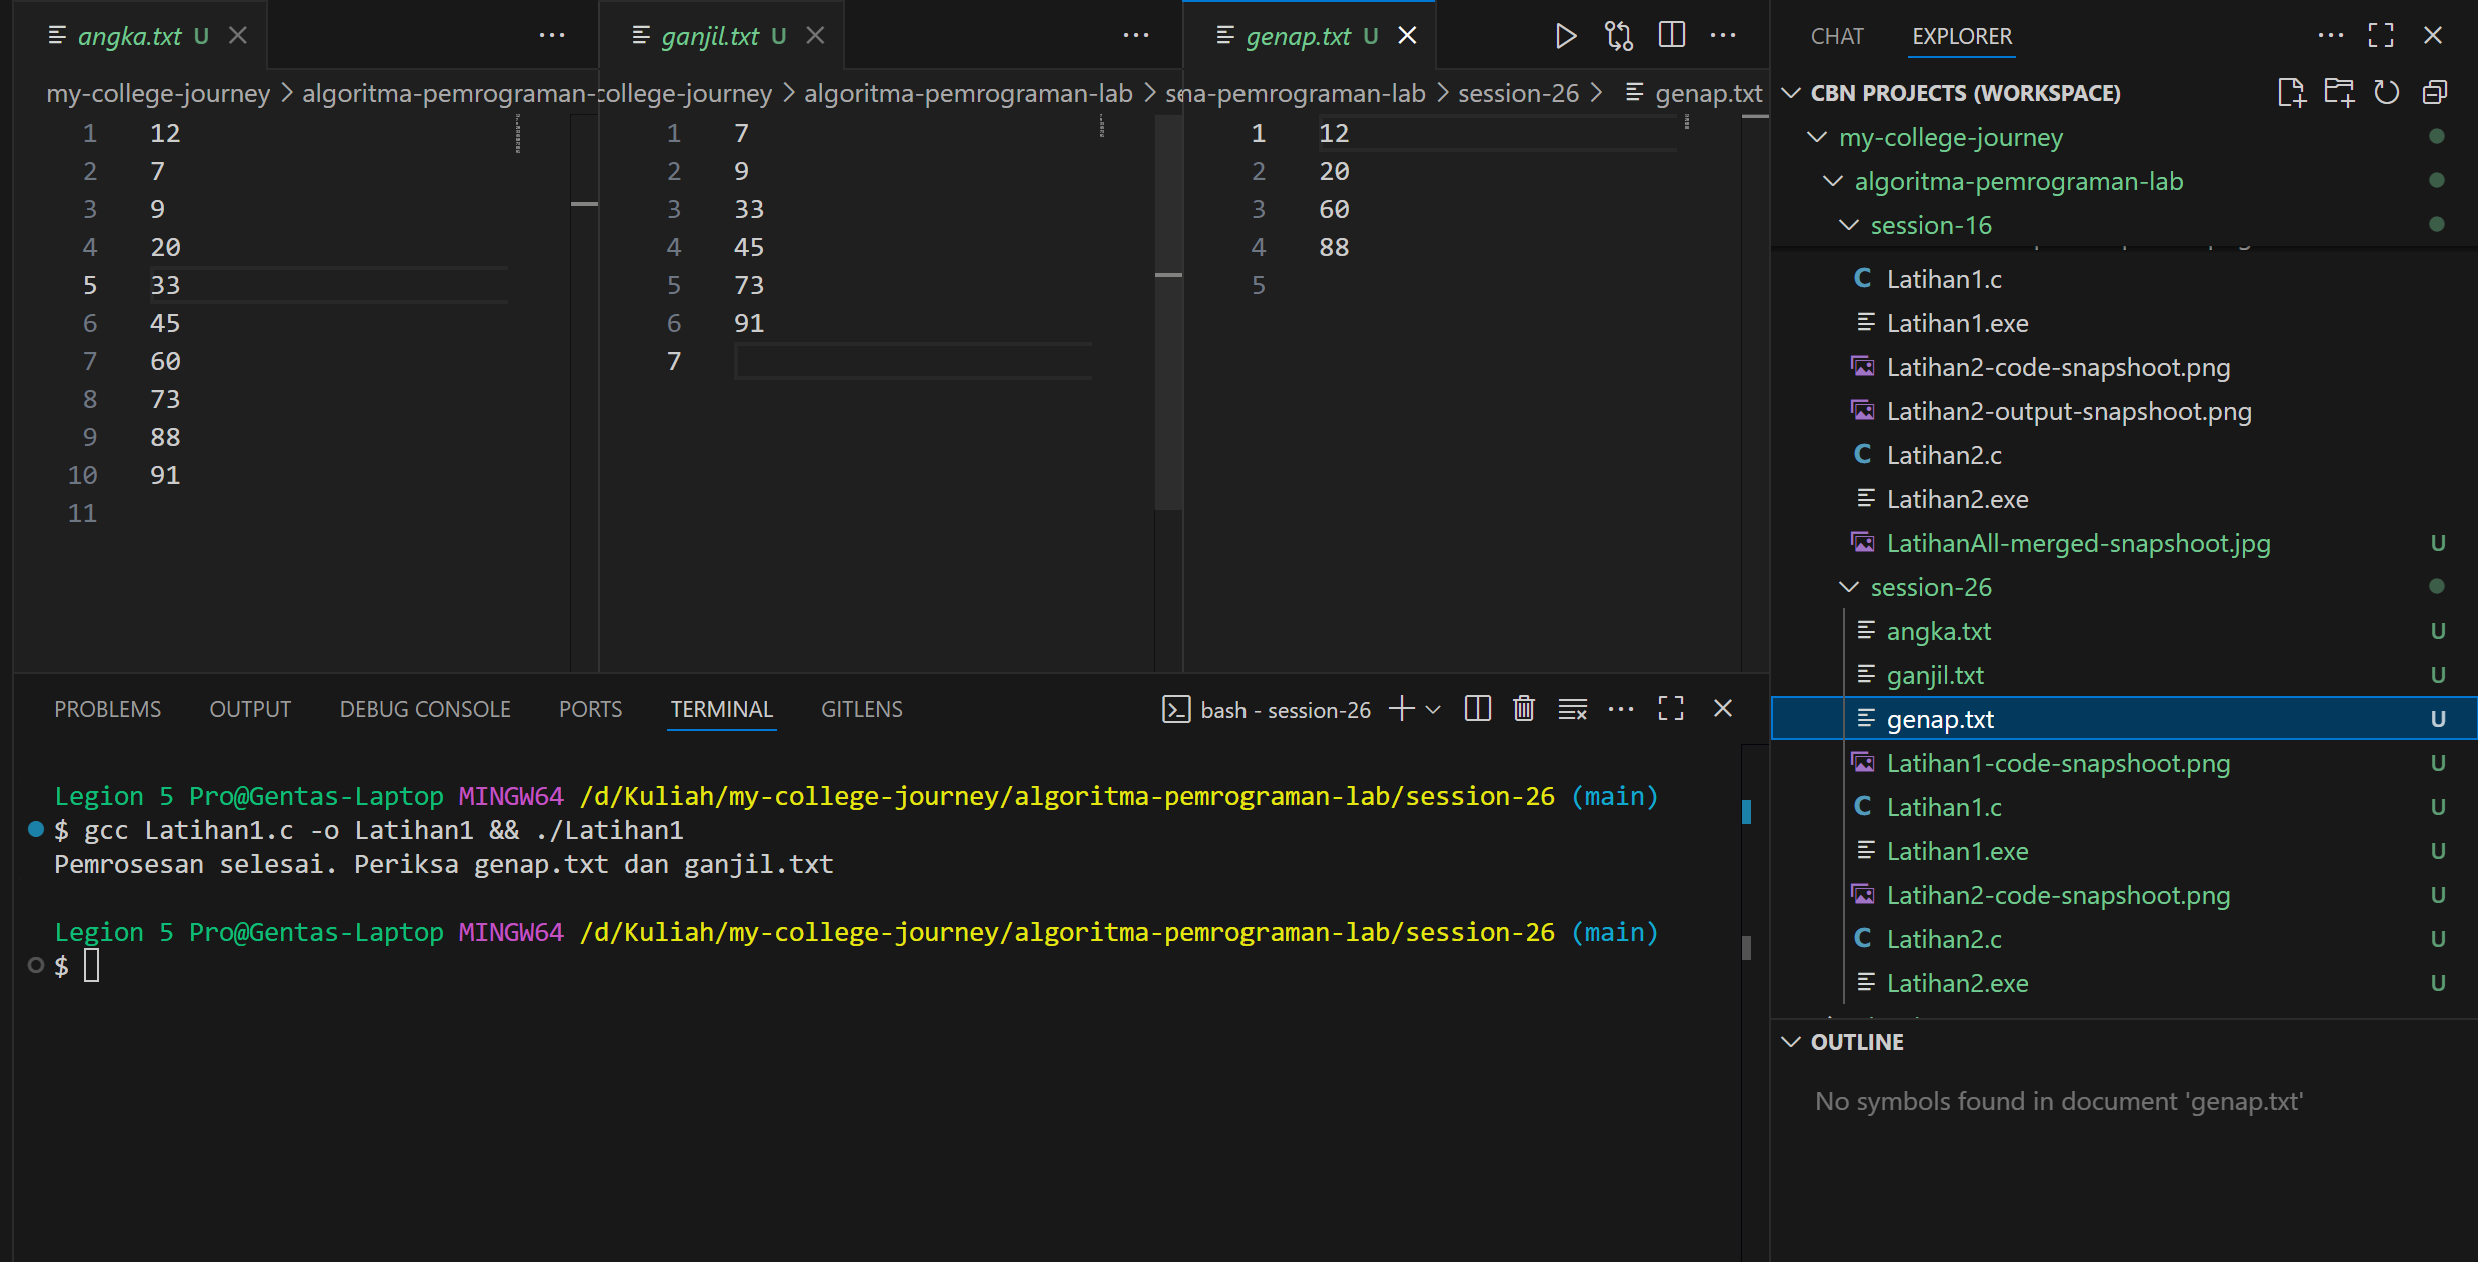 angka.txt U
my-college-journey > algoritma-pemrograman-
1 12
2 7
3 9
4 20
5 33
6 45
7 60
8 73
9 88
10 91
11
ganjil.txt U
college-journey > algoritma-pemrograman-lab > s
1 7
2 9
3 33
4 45
5 73
6 91
7
genap.txt U
na-pemrograman-lab > session-26 > genap.txt
1 12
2 20
3 60
4 88
5
PROBLEMS OUTPUT DEBUG CONSOLE PORTS TERMINAL GITLENS
bash - session-26
Legion 5 Pro@Gentas-Laptop MINGW64 /d/Kuliah/my-college-journey/algoritma-pemrograman-lab/session-26 (main)
$ gcc Latihan1.c -o Latihan1 && ./Latihan1
Pemrosesan selesai. Periksa genap.txt dan ganjil.txt
Legion 5 Pro@Gentas-Laptop MINGW64 /d/Kuliah/my-college-journey/algoritma-pemrograman-lab/session-26 (main)
$
CHAT EXPLORER
CBN PROJECTS (WORKSPACE)
my-college-journey
algoritma-pemrograman-lab
session-16
C Latihan1.c
Latihan1.exe
Latihan2-code-snapshoot.png
Latihan2-output-snapshoot.png
C Latihan2.c
Latihan2.exe
LatihanAll-merged-snapshoot.jpg U
session-26
angka.txt U
ganjil.txt U
genap.txt U
Latihan1-code-snapshoot.png U
C Latihan1.c U
Latihan1.exe U
Latihan2-code-snapshoot.png U
C Latihan2.c U
Latihan2.exe U
OUTLINE
No symbols found in document 'genap.txt'